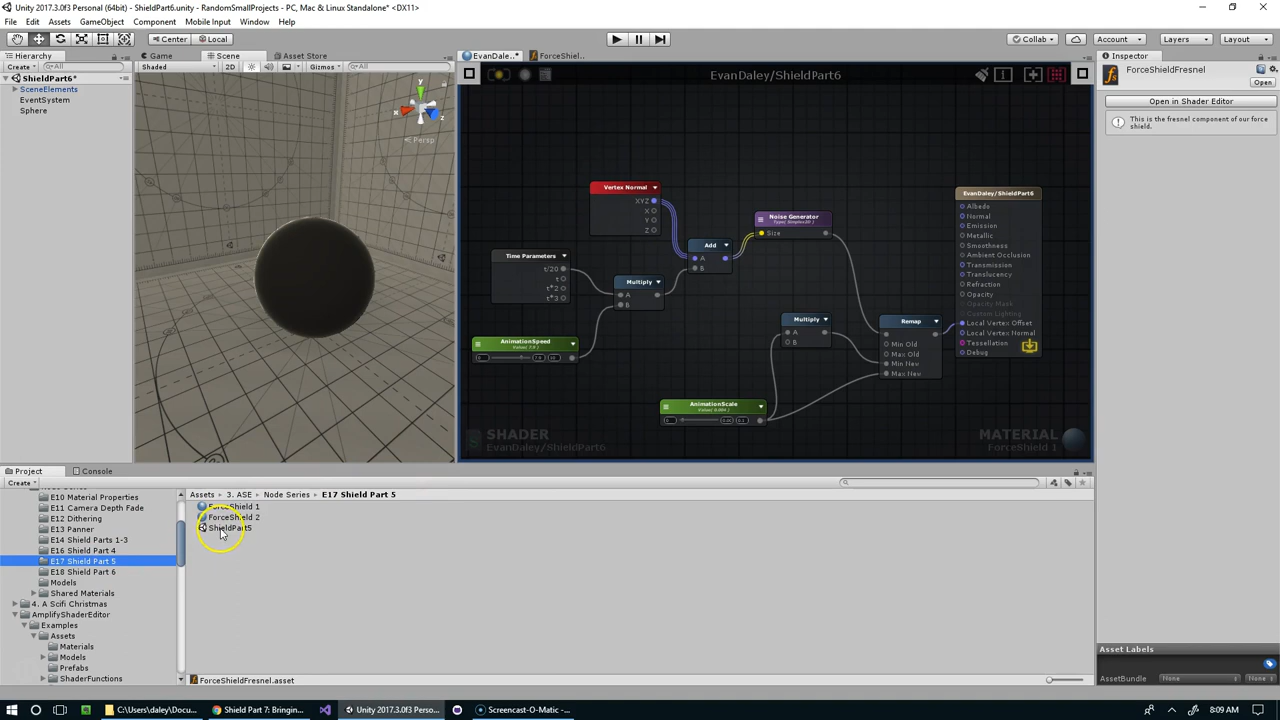 Unity 2017.3.0f3 Personal (64bit) - ShieldPart6.unity - RandomSmallProjects - PC, Mac & Linux Standalone* <DX11>
File Edit Assets GameObject Component Mobile Input Window Help
Center Local Collab Account Layers Layout
Hierarchy Game Scene Asset Store EvanDale..* ForceShiel.. Inspector
Create All Shaded 2D Gizmos All EvanDaley/ShieldPart6 ForceShieldFresnel
ShieldPart6* Open
SceneElements Open in Shader Editor
EventSystem
Sphere
This is the fresnel component of our force shield.
y
x
z
Persp
Vertex Normal
XYZ
X
Y
Z
Time Parameters
t/20
t
t*2
t*3
Multiply
A
B
AnimationSpeed
Add
A
B
Noise Generator
Size
Multiply
A
B
AnimationScale
Remap
Min Old
Max Old
Min New
Max New
EvanDaley/ShieldPart6
Albedo
Normal
Emission
Metallic
Smoothness
Ambient Occlusion
Transmission
Translucency
Refraction
Opacity
Opacity Mask
Custom Lighting
Local Vertex Offset
Local Vertex Normal
Tessellation
Debug
SHADER
EvanDaley/ShieldPart6
MATERIAL
ForceShield 1
Project Console
Create
Assets 3. ASE Node Series E17 Shield Part 5
E10 Material Properties
E11 Camera Depth Fade
E12 Dithering
E13 Panner
E14 Shield Parts 1-3
E16 Shield Part 4
E17 Shield Part 5
E18 Shield Part 6
Models
Shared Materials
4. A Scifi Christmas
AmplifyShaderEditor
Examples
Assets
Materials
Models
Prefabs
ShaderFunctions
ForceShield 1
ForceShield 2
ShieldPart5
ForceShieldFresnel.asset
Asset Labels
AssetBundle None None
C:\Users\daley\Docu... Shield Part 7: Bringin... Unity 2017.3.0f3 Perso... Screencast-O-Matic -... 8:09 AM